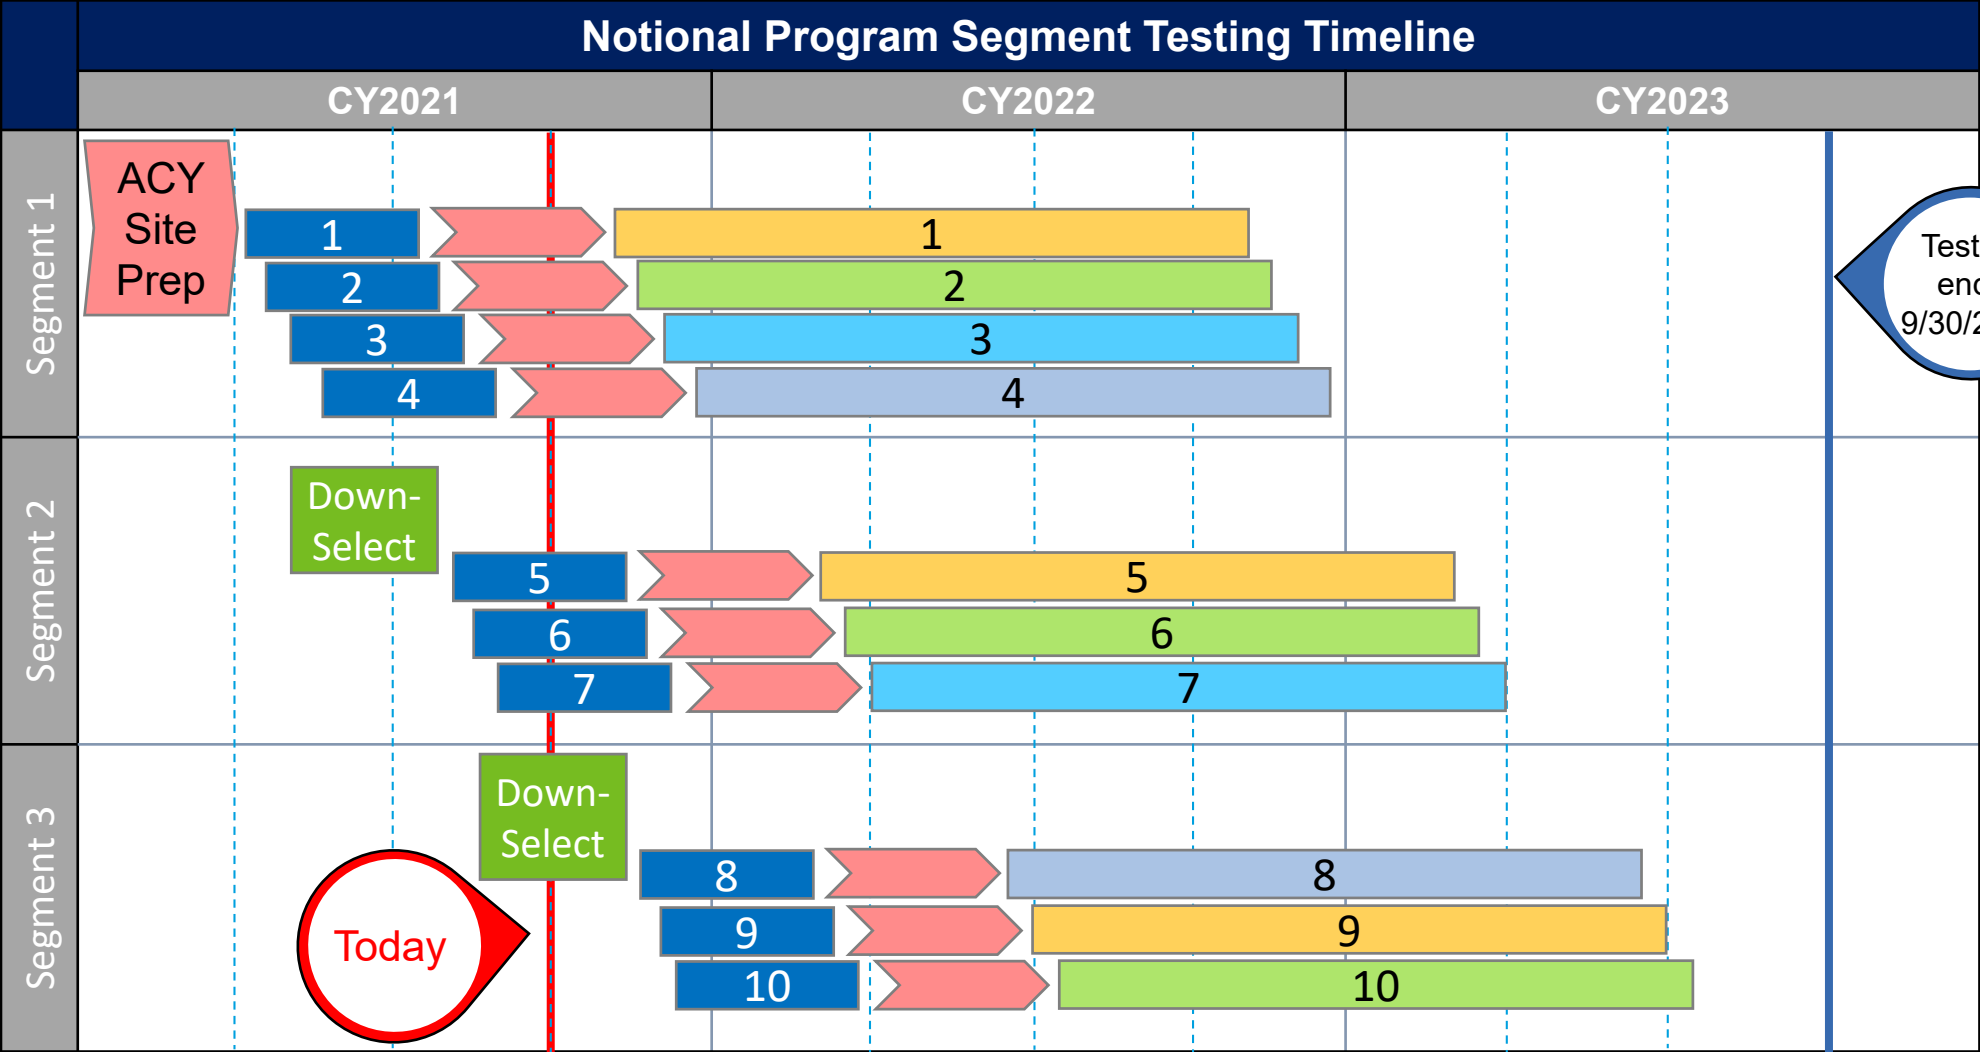 Notional Program Segment Testing Timeline
CY2021 CY2022 CY2023
Segment 1
ACY
Site
Prep
1 1
2 2
3 3
4 4
9/30/
Segment 2
Down-
Select
5 5
6 6
7 7
Segment 3
Down-
Select
8 8
9 9
10 10
Today